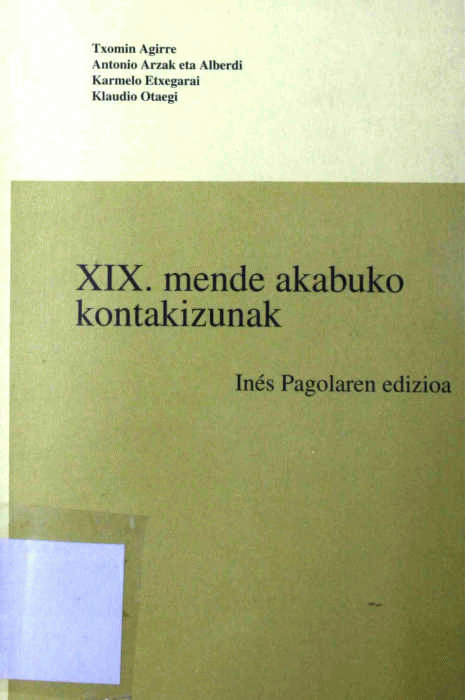 Txomin Agirre
Antonio Arzak eta Alberdi
Karmelo Etxegarai
Klaudio Otaegi
XIX. mende akabuko
kontakizunak
Inés Pagolaren edizioa